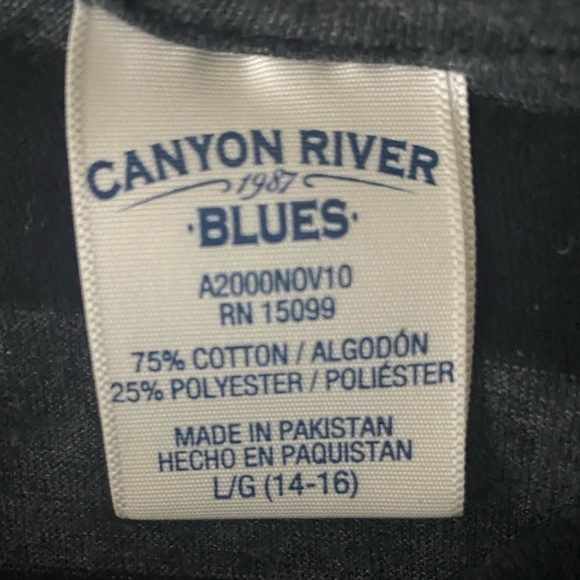 CANYON RIVER
1987
·BLUES·
A2000NOV10
RN 15099
75% COTTON / ALGODÓN
25% POLYESTER / POLIÉSTER
MADE IN PAKISTAN
HECHO EN PAQUISTAN
L/G (14-16)